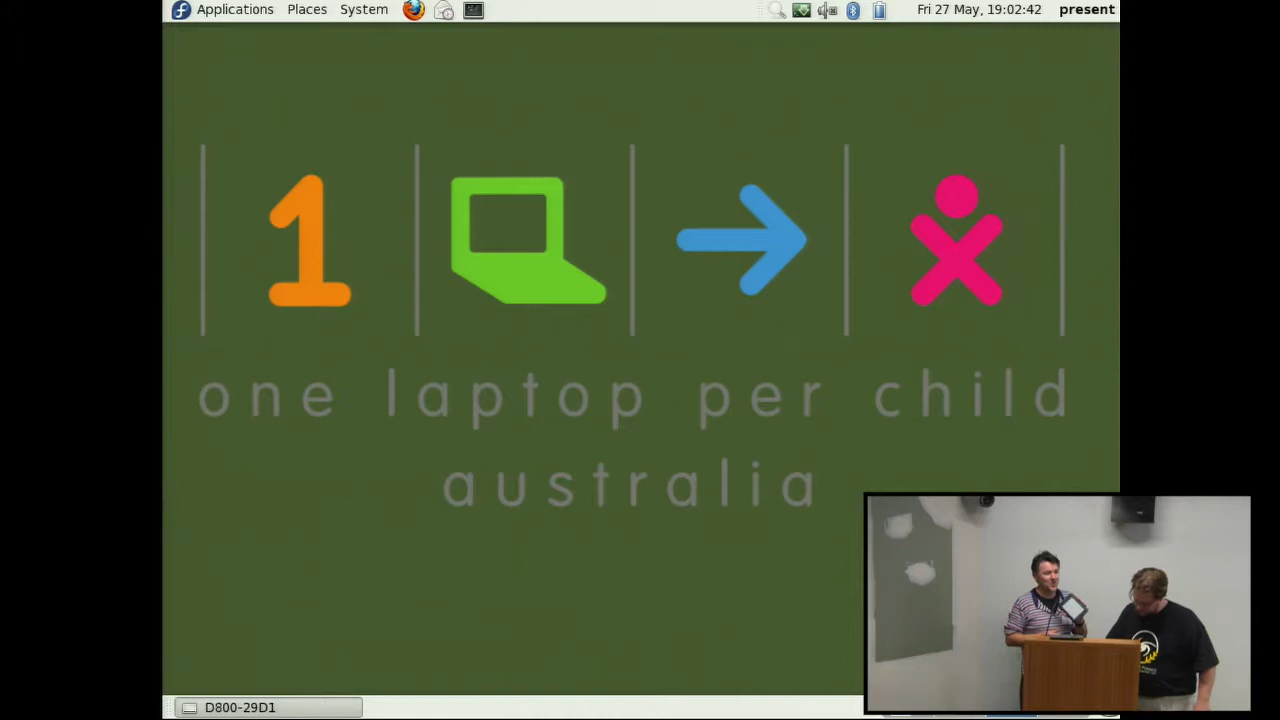 Applications Places System Fri 27 May, 19:02:42 present
1
one laptop per child
australia
D800-29D1